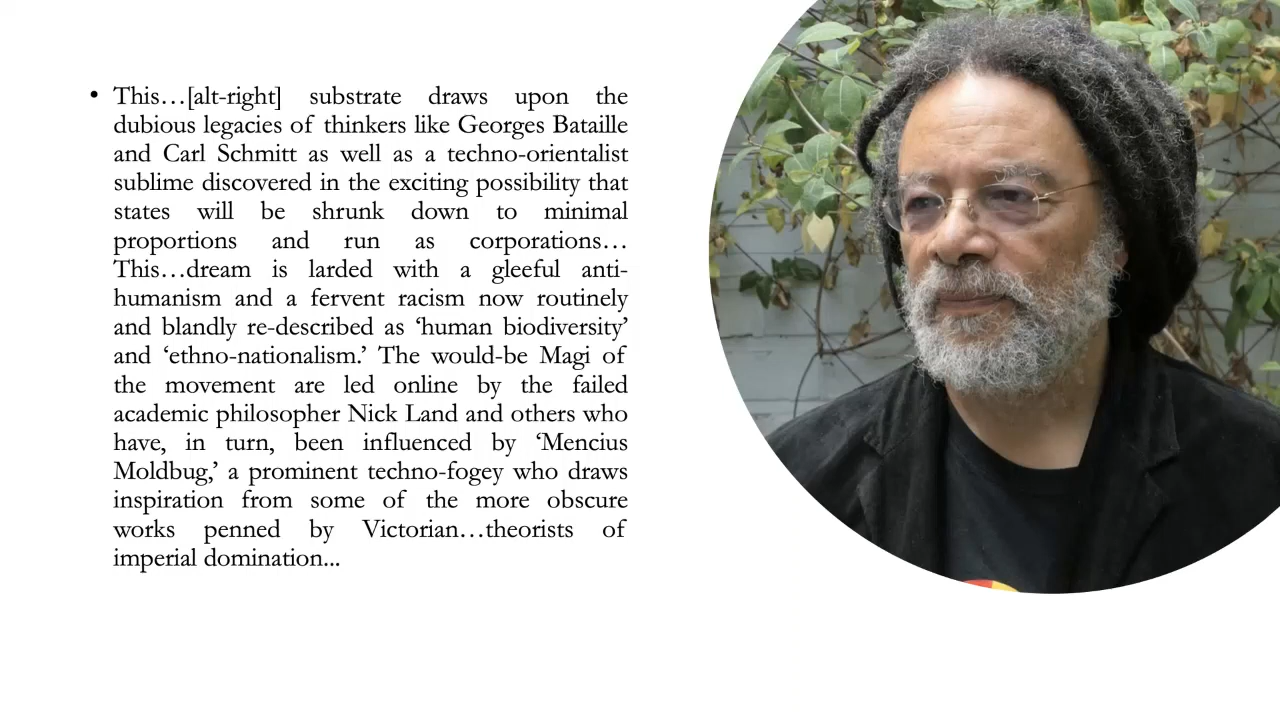 • This…[alt-right] substrate draws upon the
dubious legacies of thinkers like Georges Bataille
and Carl Schmitt as well as a techno-orientalist
sublime discovered in the exciting possibility that
states will be shrunk down to minimal
proportions and run as corporations…
This…dream is larded with a gleeful anti-
humanism and a fervent racism now routinely
and blandly re-described as ‘human biodiversity’
and ‘ethno-nationalism.’ The would-be Magi of
the movement are led online by the failed
academic philosopher Nick Land and others who
have, in turn, been influenced by ‘Mencius
Moldbug,’ a prominent techno-fogey who draws
inspiration from some of the more obscure
works penned by Victorian…theorists of
imperial domination...